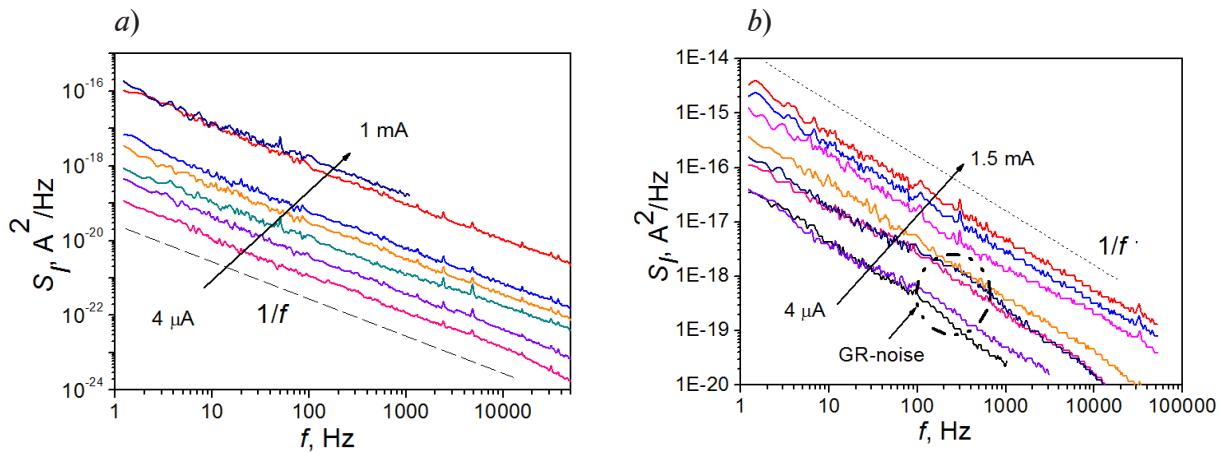 a)
S_I, A^2/Hz
10^-16
10^-18
10^-20
10^-22
10^-24
1 mA
4 μA
1/f
1 10 100 1000 10000
f, Hz
b)
S_I, A^2/Hz
1E-14
1E-15
1E-16
1E-17
1E-18
1E-19
1E-20
1.5 mA
1/f
4 μA
GR-noise
1 10 100 1000 10000 100000
f, Hz